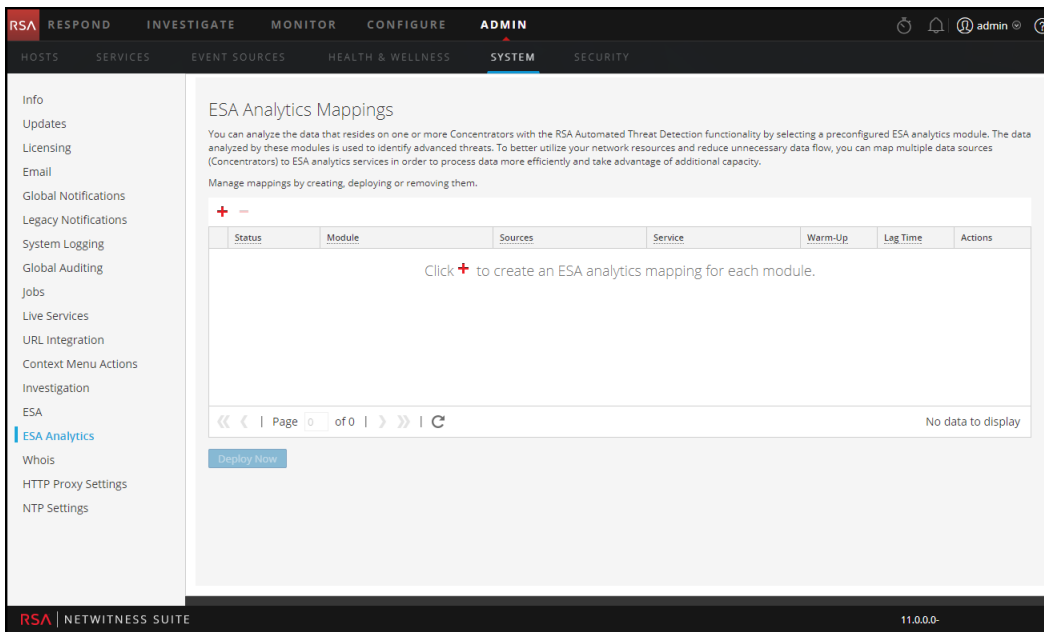 RSA RESPOND INVESTIGATE MONITOR CONFIGURE ADMIN admin
HOSTS SERVICES EVENT SOURCES HEALTH & WELLNESS SYSTEM SECURITY
Info
Updates
Licensing
Email
Global Notifications
Legacy Notifications
System Logging
Global Auditing
Jobs
Live Services
URL Integration
Context Menu Actions
Investigation
ESA
ESA Analytics
Whois
HTTP Proxy Settings
NTP Settings
ESA Analytics Mappings
You can analyze the data that resides on one or more Concentrators with the RSA Automated Threat Detection functionality by selecting a preconfigured ESA analytics module. The data
analyzed by these modules is used to identify advanced threats. To better utilize your network resources and reduce unnecessary data flow, you can map multiple data sources
(Concentrators) to ESA analytics services in order to process data more efficiently and take advantage of additional capacity.
Manage mappings by creating, deploying or removing them.
+ −
Status Module Sources Service Warm-Up Lag Time Actions
Click + to create an ESA analytics mapping for each module.
Page 0 of 0 No data to display
Deploy Now
RSA NETWITNESS SUITE 11.0.0.0-